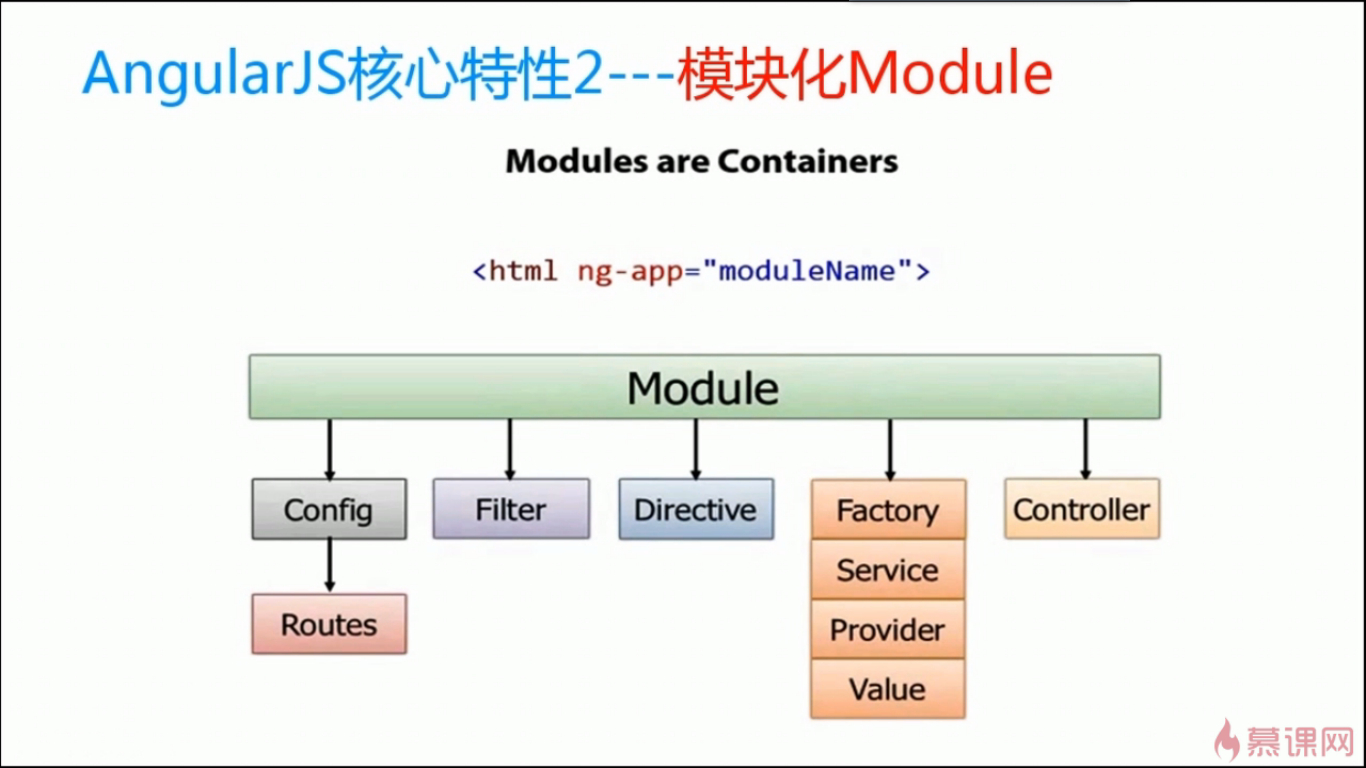 AngularJS核心特性2---模块化Module
Modules are Containers
<html ng-app="moduleName">
Module
Config
Filter
Directive
Factory
Controller
Service
Routes
Provider
Value
慕课网